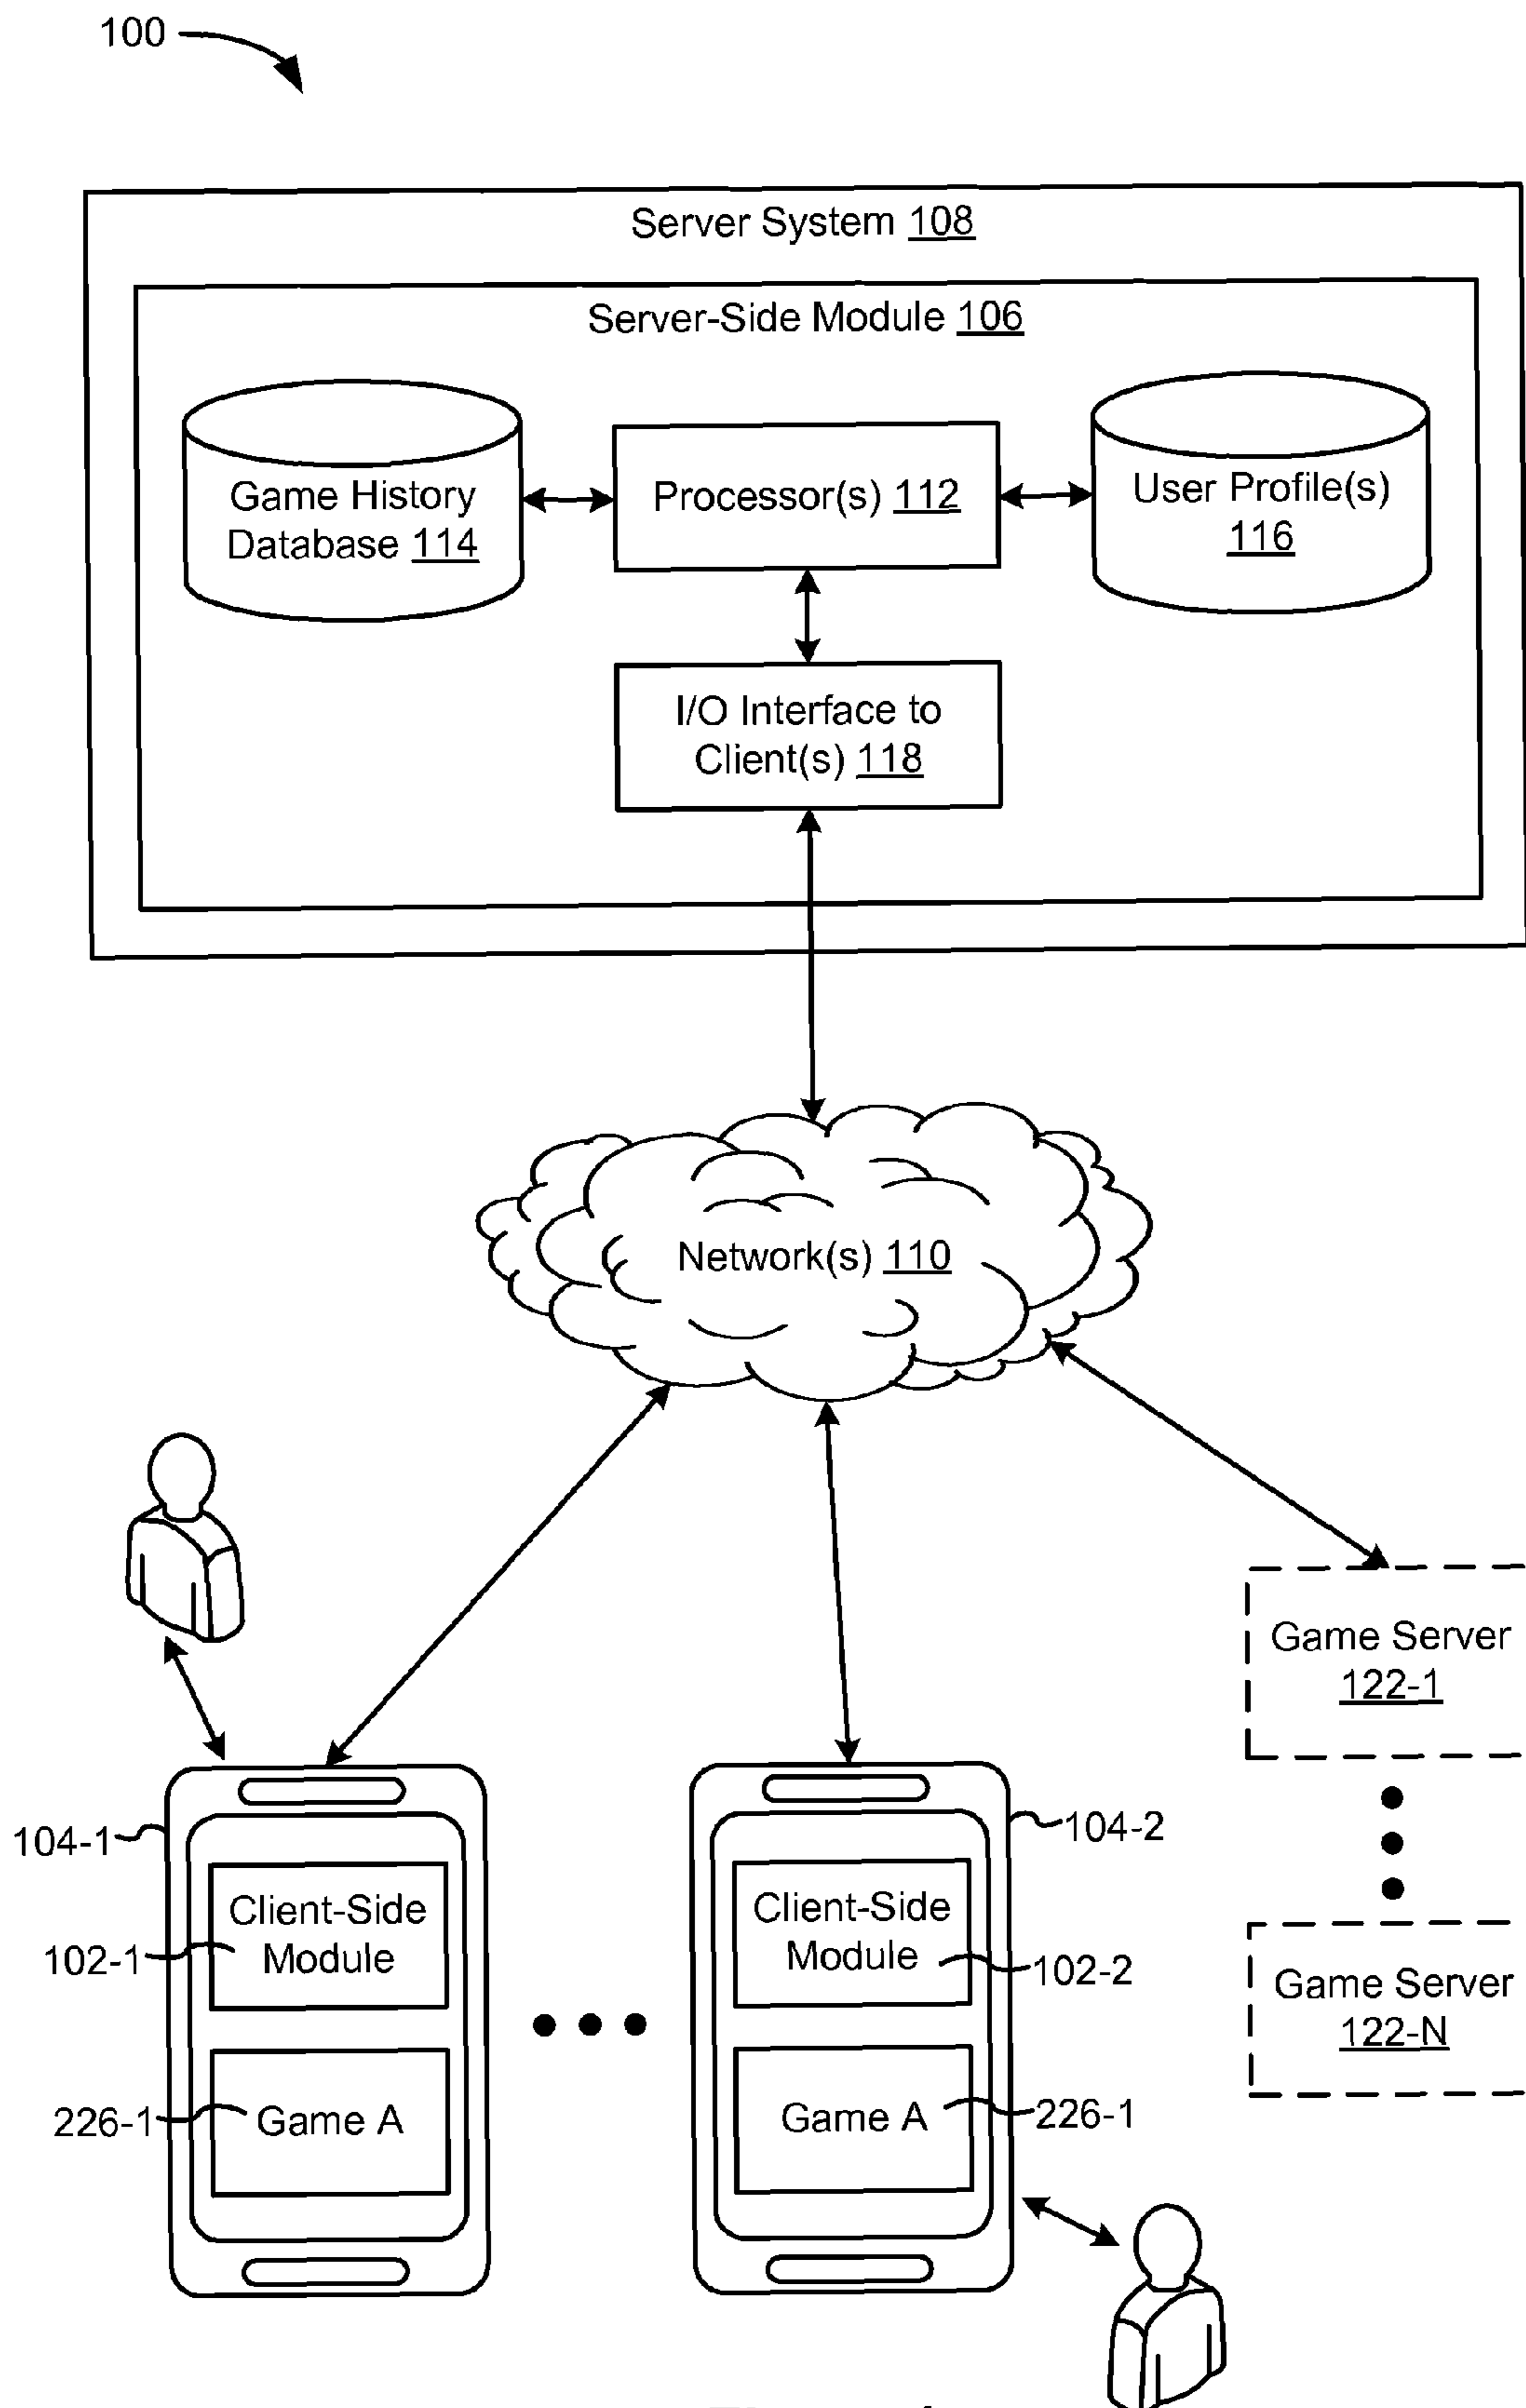 100
Server System 108
Server-Side Module 106
Game History
Database 114
Processor(s) 112
User Profile(s)
116
I/O Interface to
Client(s) 118
Network(s) 110
Game Server
122-1
Game Server
122-N
104-1
Client-Side
Module
102-1
Game A
226-1
104-2
Client-Side
Module
102-2
Game A
226-1